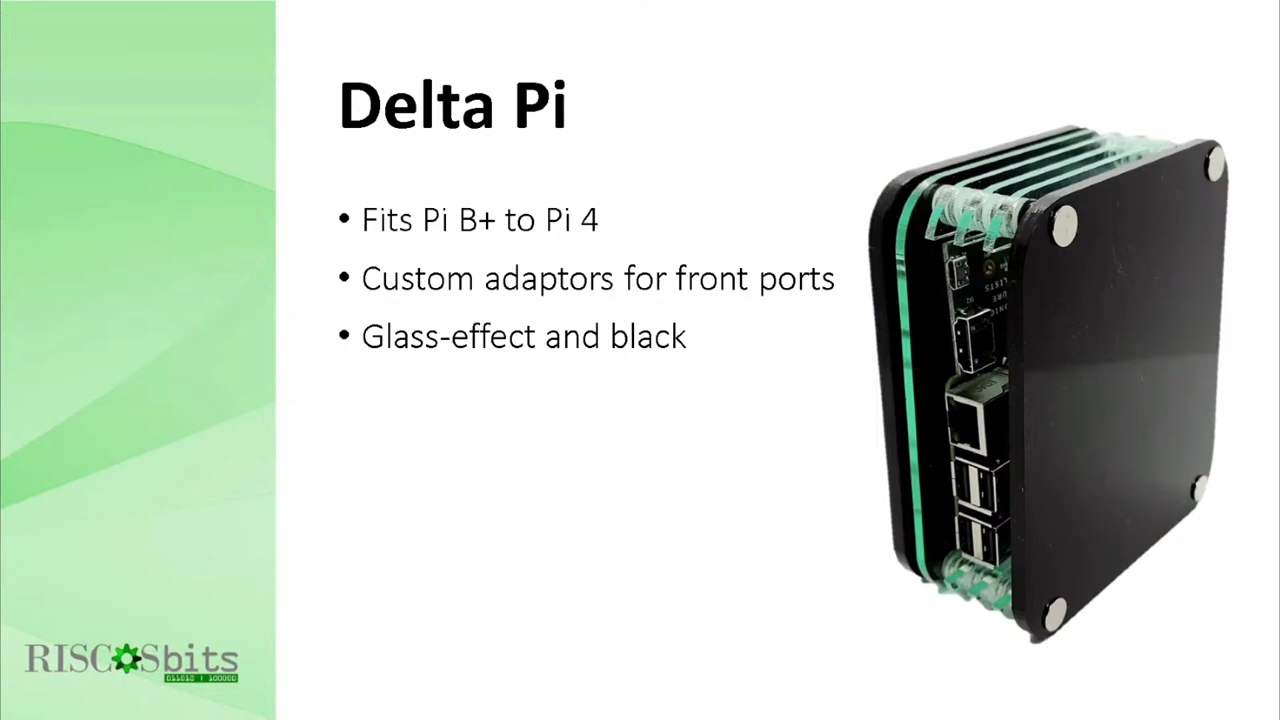 Delta Pi
• Fits Pi B+ to Pi 4
• Custom adaptors for front ports
• Glass-effect and black
RISCOSbits